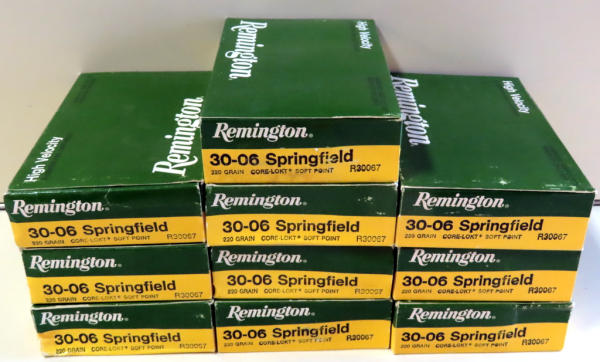 Remington®
High Velocity
High Velocity
Remington®
Remington
High Velocity
Remington®
30-06 Springfield
220 GRAIN CORE-LOKT® SOFT POINT R30067
Remington®
30-06 Springfield
220 GRAIN CORE-LOKT® SOFT POINT R30067
Remington®
30-06 Springfield
220 GRAIN CORE-LOKT® SOFT POINT R30067
Remington®
30-06 Springfield
220 GRAIN CORE-LOKT® SOFT POINT R30067
Remington®
30-06 Springfield
220 GRAIN CORE-LOKT® SOFT POINT R30067
Remington®
30-06 Springfield
220 GRAIN CORE-LOKT® SOFT POINT R30067
Remington®
30-06 Springfield
220 GRAIN CORE-LOKT® SOFT POINT R30067
Remington®
30-06 Springfield
220 GRAIN CORE-LOKT® SOFT POINT R30067
Remington®
30-06 Springfield
220 GRAIN CORE-LOKT® SOFT POINT R30067
Remington®
30-06 Springfield
220 GRAIN CORE-LOKT® SOFT POINT R30067